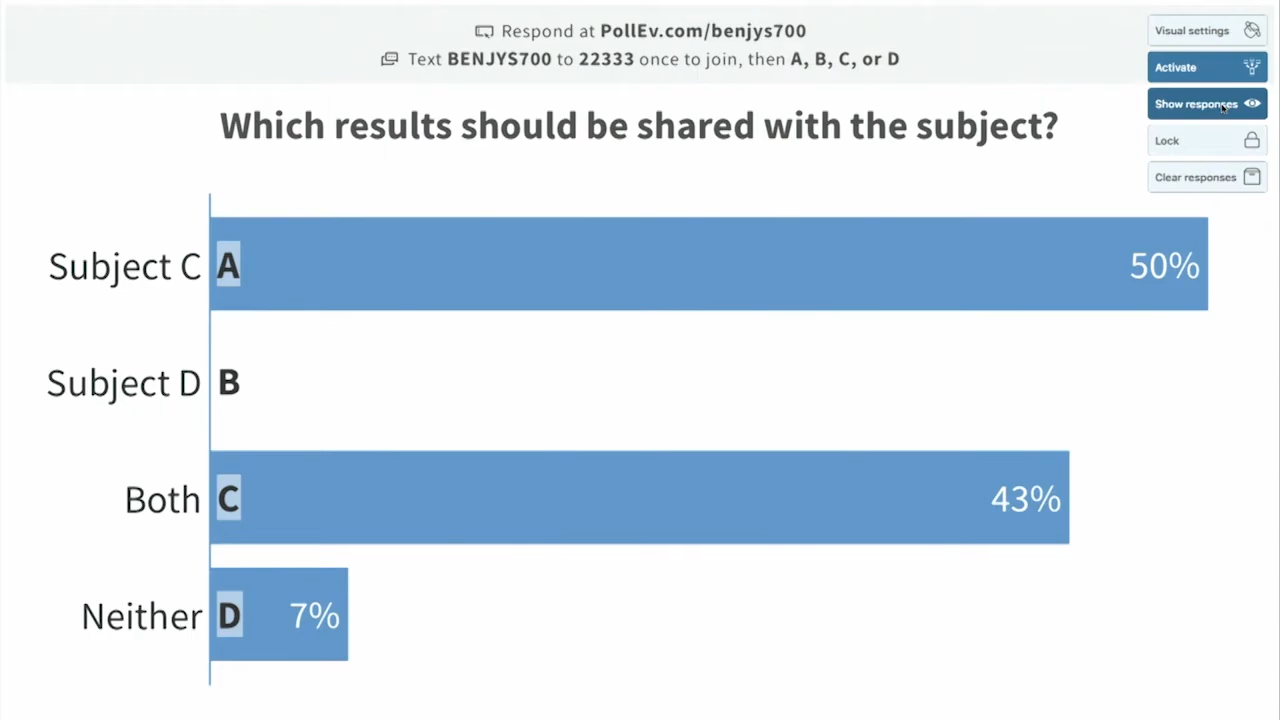 Respond at PollEv.com/benjys700
Text BENJYS700 to 22333 once to join, then A, B, C, or D
Visual settings
Activate
Show responses
Lock
Clear responses
Which results should be shared with the subject?
Subject C A 50%
Subject D B
Both C 43%
Neither D 7%